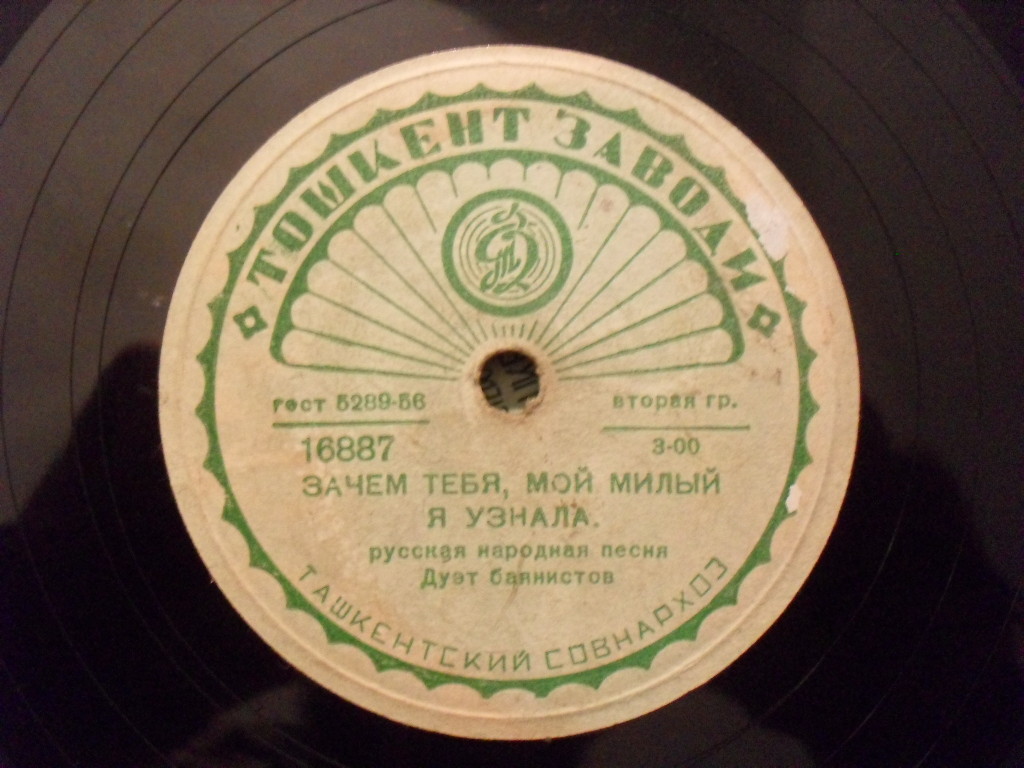 ТОШКЕНТ ЗАВОДИ
гост 5289-56
вторая гр.
16887
3-00
ЗАЧЕМ ТЕБЯ, МОЙ МИЛЫЙ
Я УЗНАЛА.
русская народная песня
Дуэт баянистов
ТАШКЕНТСКИЙ СОВНАРХОЗ